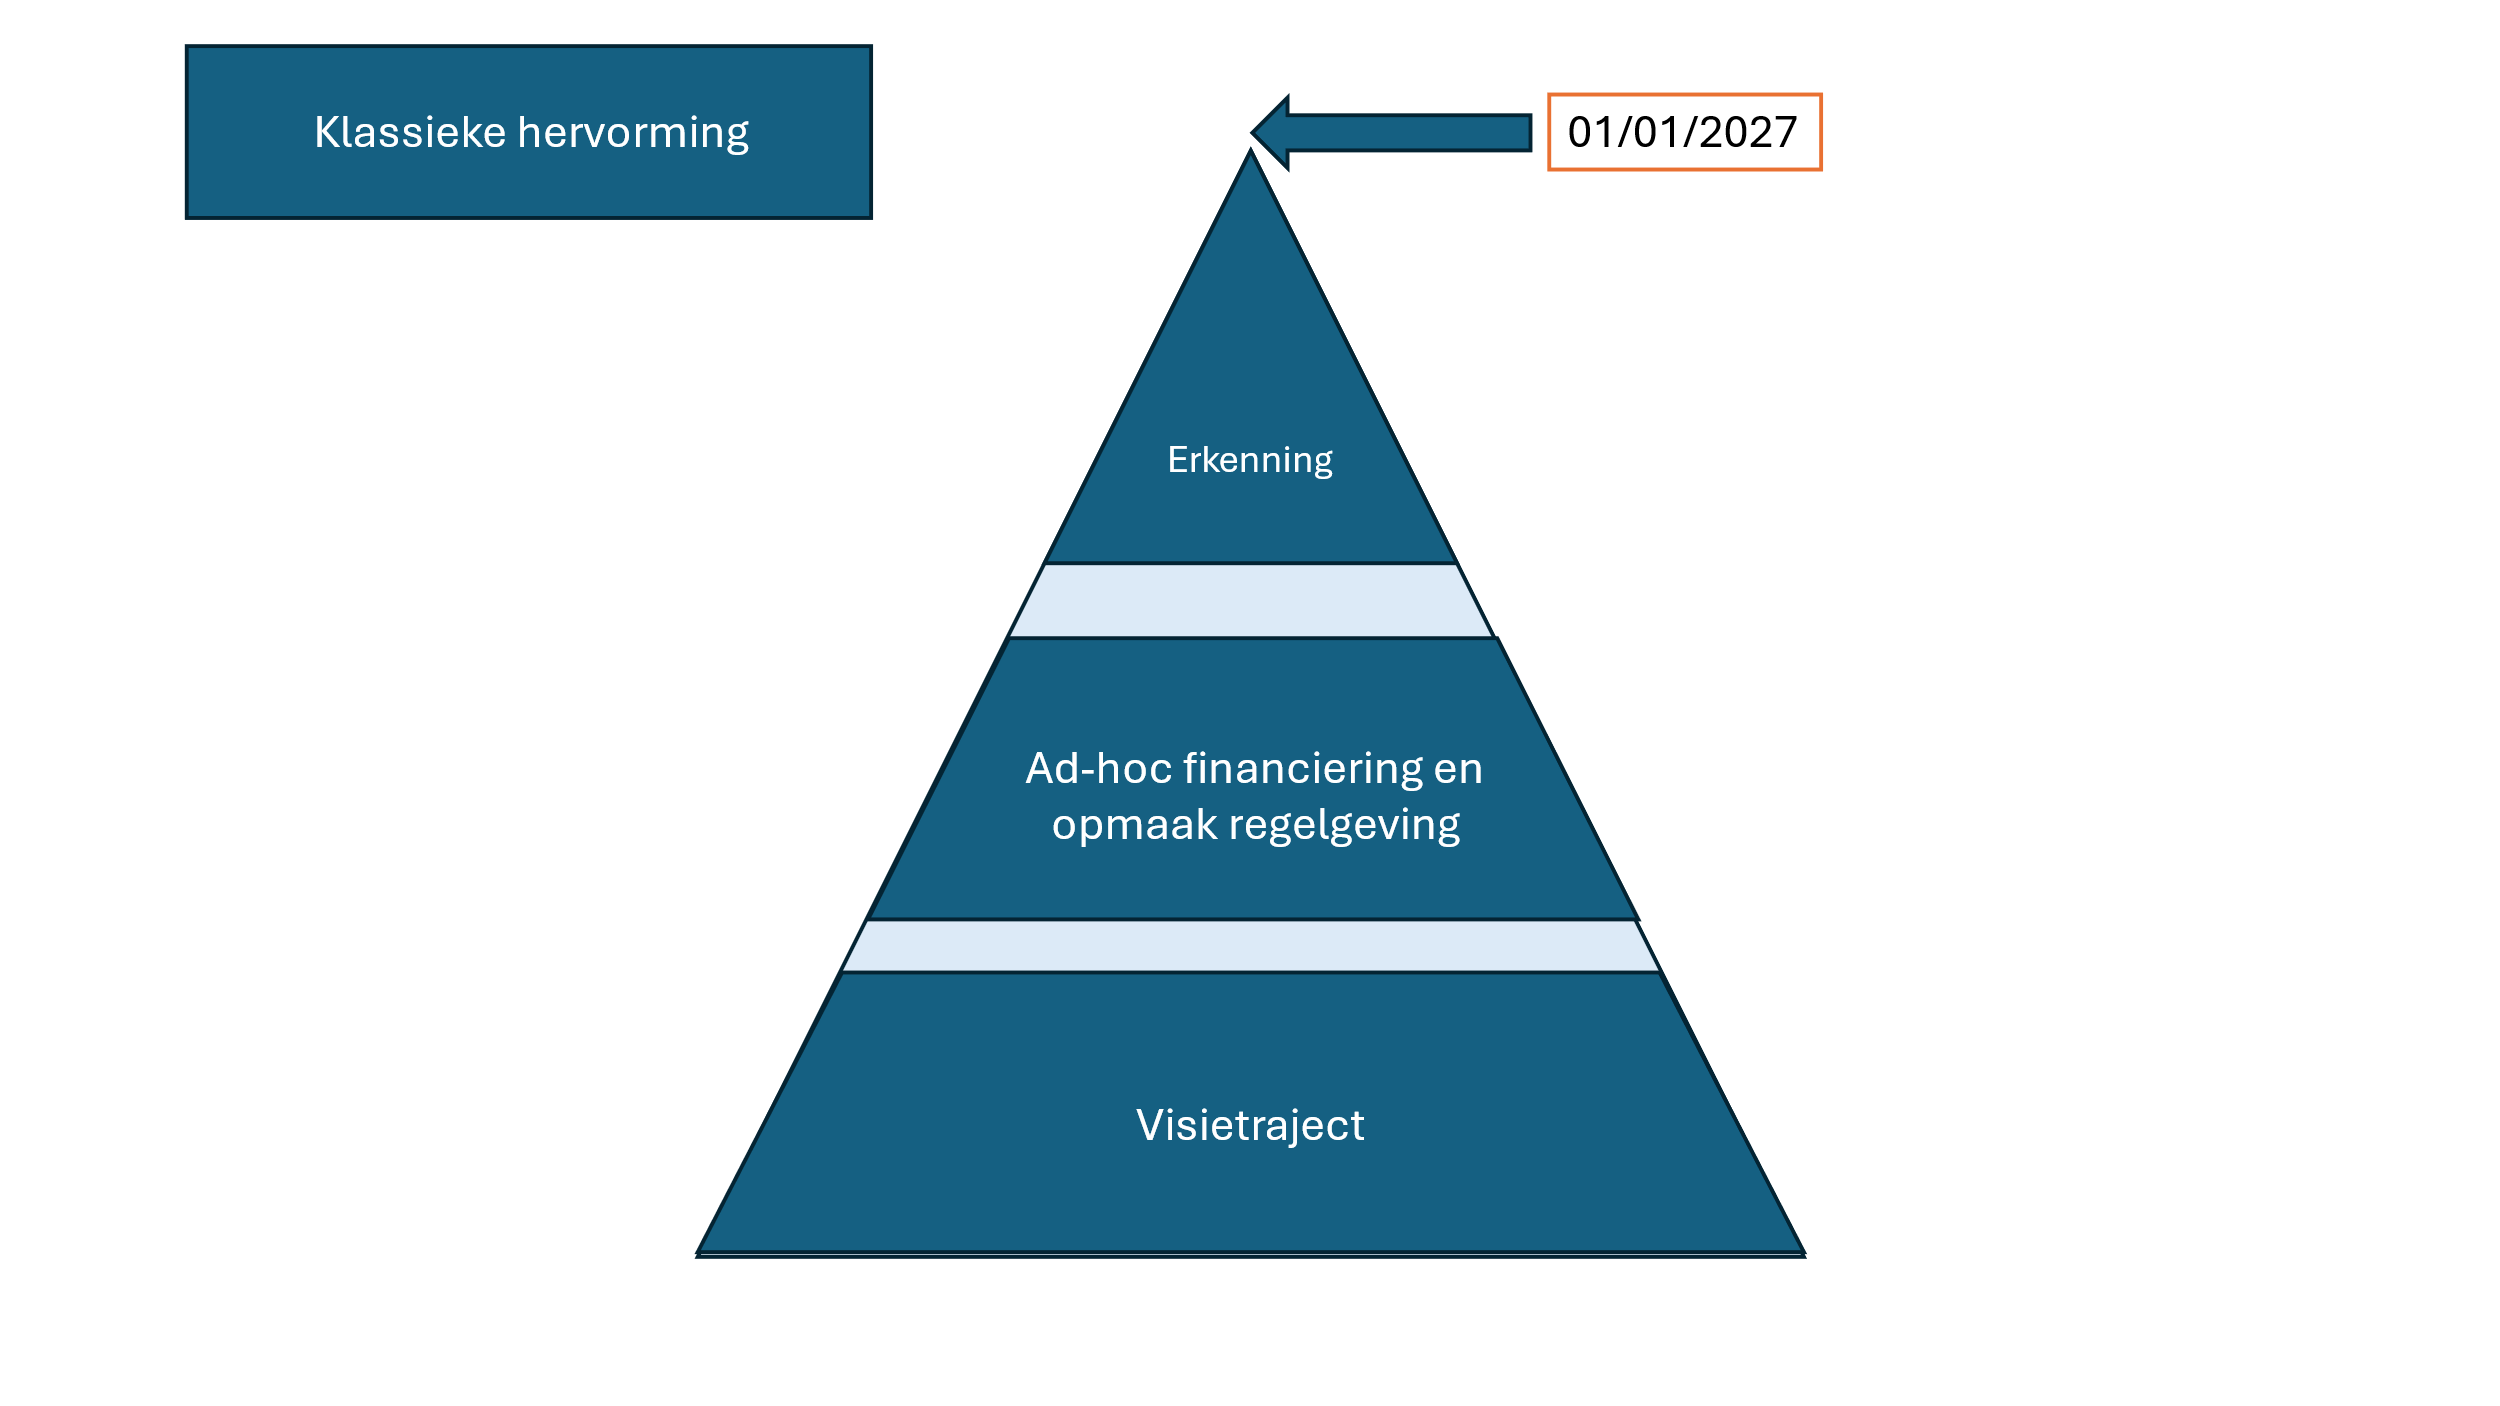 Klassieke hervorming
01/01/2027
Erkenning
Ad-hoc financiering en
opmaak regelgeving
Visietraject